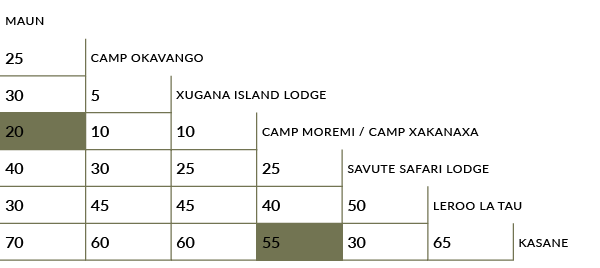 MAUN
25 CAMP OKAVANGO
30 5 XUGANA ISLAND LODGE
20 10 10 CAMP MOREMI / CAMP XAKANAXA
40 30 25 25 SAVUTE SAFARI LODGE
30 45 45 40 50 LEROO LA TAU
70 60 60 55 30 65 KASANE